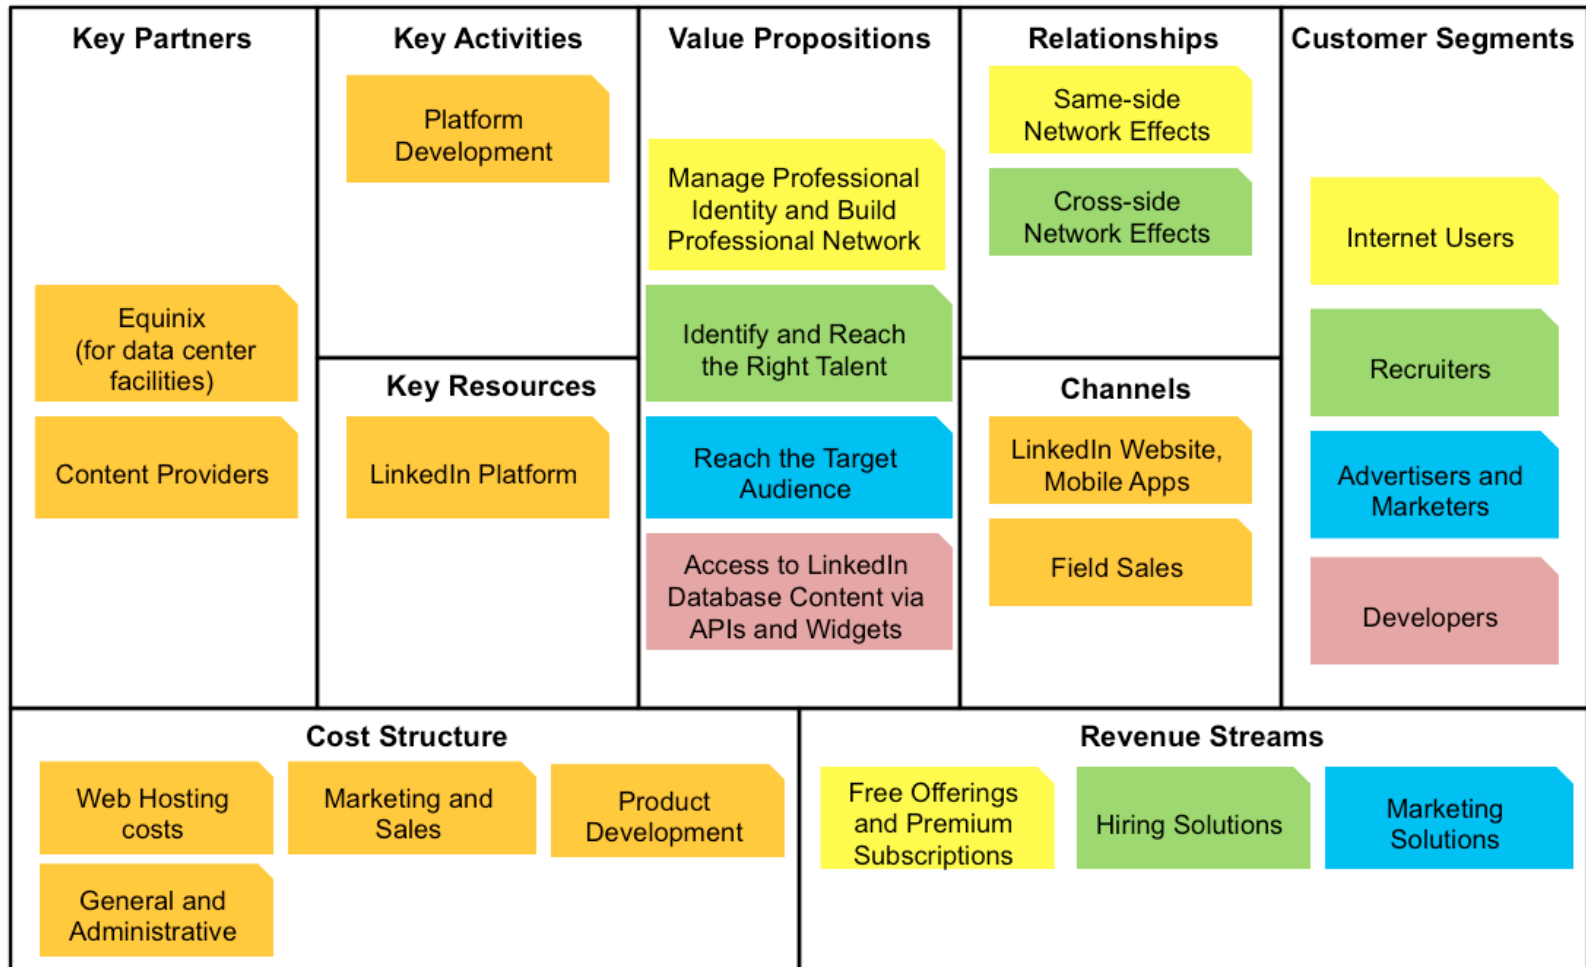 Key Partners
Equinix
(for data center
facilities)
Content Providers
Key Activities
Platform
Development
Key Resources
LinkedIn Platform
Value Propositions
Manage Professional
Identity and Build
Professional Network
Identify and Reach
the Right Talent
Reach the Target
Audience
Access to LinkedIn
Database Content via
APIs and Widgets
Relationships
Same-side
Network Effects
Cross-side
Network Effects
Channels
LinkedIn Website,
Mobile Apps
Field Sales
Customer Segments
Internet Users
Recruiters
Advertisers and
Marketers
Developers
Cost Structure
Web Hosting
costs
Marketing and
Sales
Product
Development
General and
Administrative
Revenue Streams
Free Offerings
and Premium
Subscriptions
Hiring Solutions
Marketing
Solutions